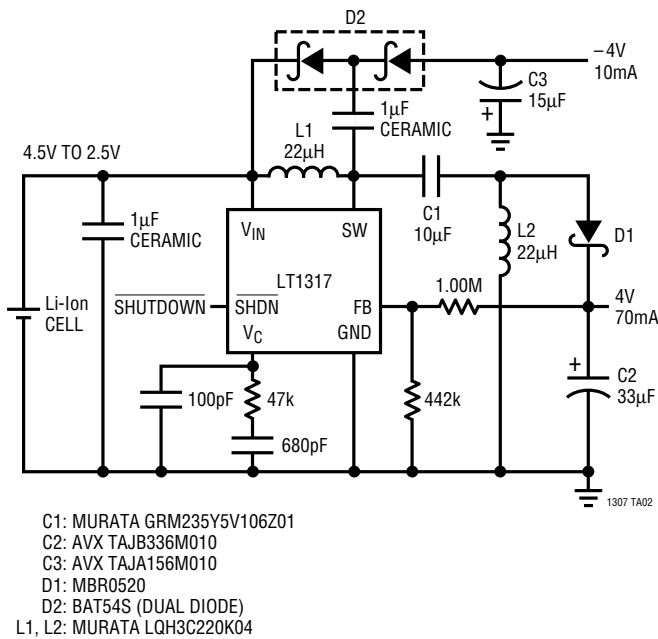 D2
–4V
10mA
C3
15µF
+
1µF
CERAMIC
L1
22µH
4.5V TO 2.5V
C1
10µF
L2
22µH
D1
1µF
CERAMIC
VIN
SW
LT1317
Li-Ion
CELL
SHUTDOWN
SHDN
FB
VC
GND
1.00M
4V
70mA
+
C2
33µF
100pF
47k
680pF
442k
1307 TA02
C1: MURATA GRM235Y5V106Z01
C2: AVX TAJB336M010
C3: AVX TAJA156M010
D1: MBR0520
D2: BAT54S (DUAL DIODE)
L1, L2: MURATA LQH3C220K04